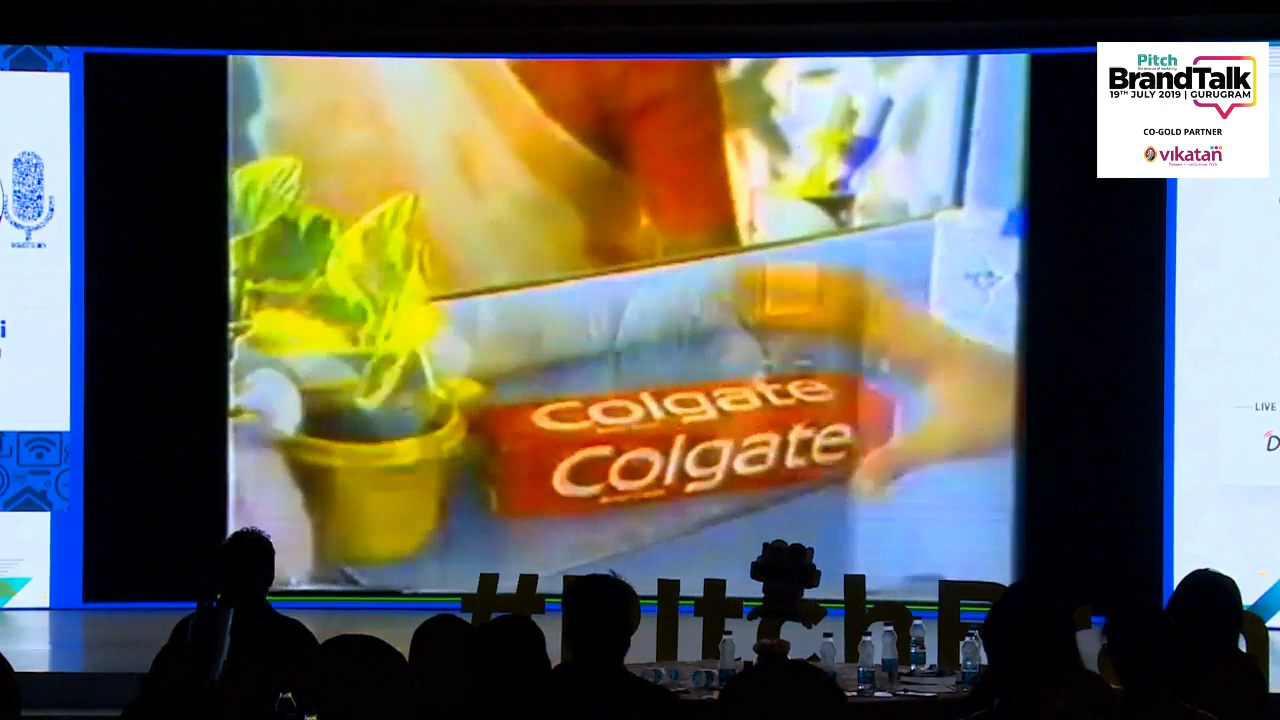 Pitch
BrandTalk
19TH JULY 2019 | GURUGRAM
CO-GOLD PARTNER
vikatan
Colgate
Colgate
LIVE